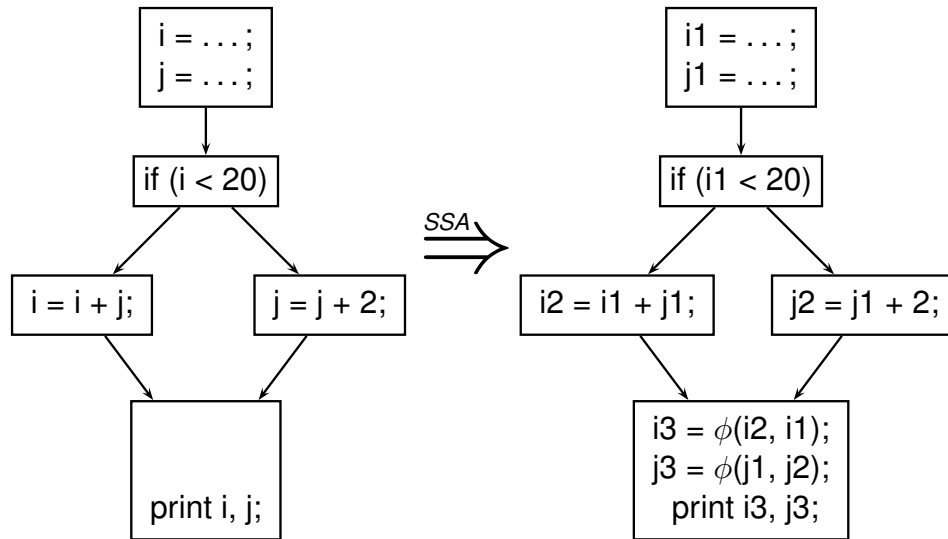 i = . . . ;
j = . . . ;
if (i < 20)
i = i + j;
j = j + 2;
print i, j;
SSA
i1 = . . . ;
j1 = . . . ;
if (i1 < 20)
i2 = i1 + j1;
j2 = j1 + 2;
i3 = ϕ(i2, i1);
j3 = ϕ(j1, j2);
print i3, j3;